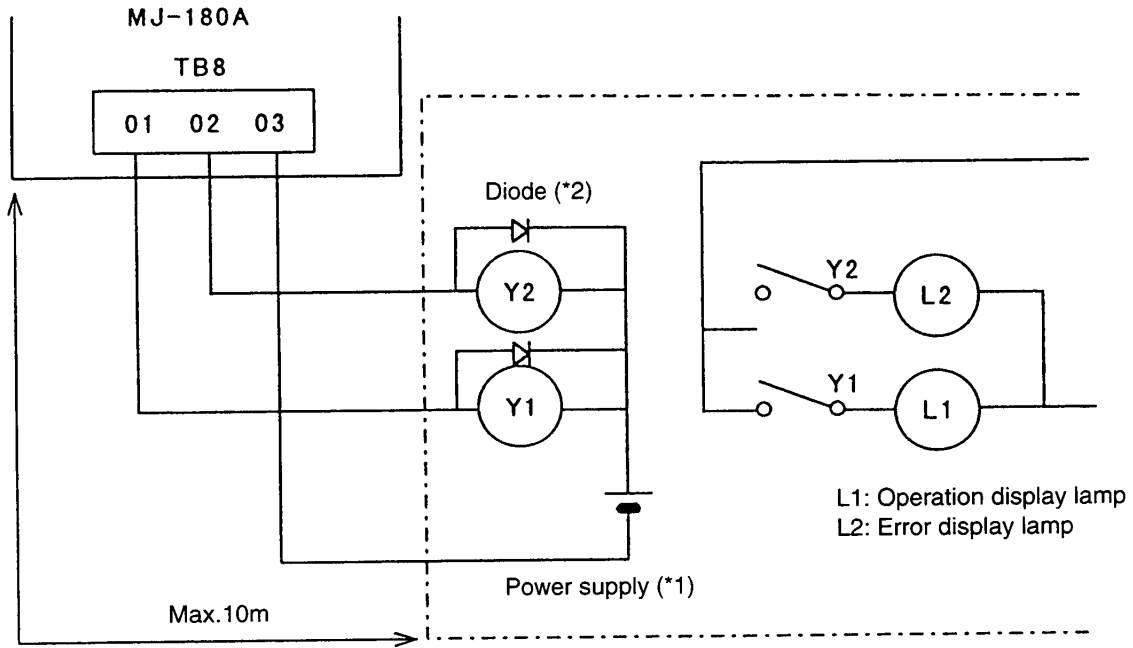 MJ-180A
TB8
01 02 03
Diode (*2)
Y2
Y2
L2
Y1
Y1
L1
L1: Operation display lamp
L2: Error display lamp
Power supply (*1)
Max.10m